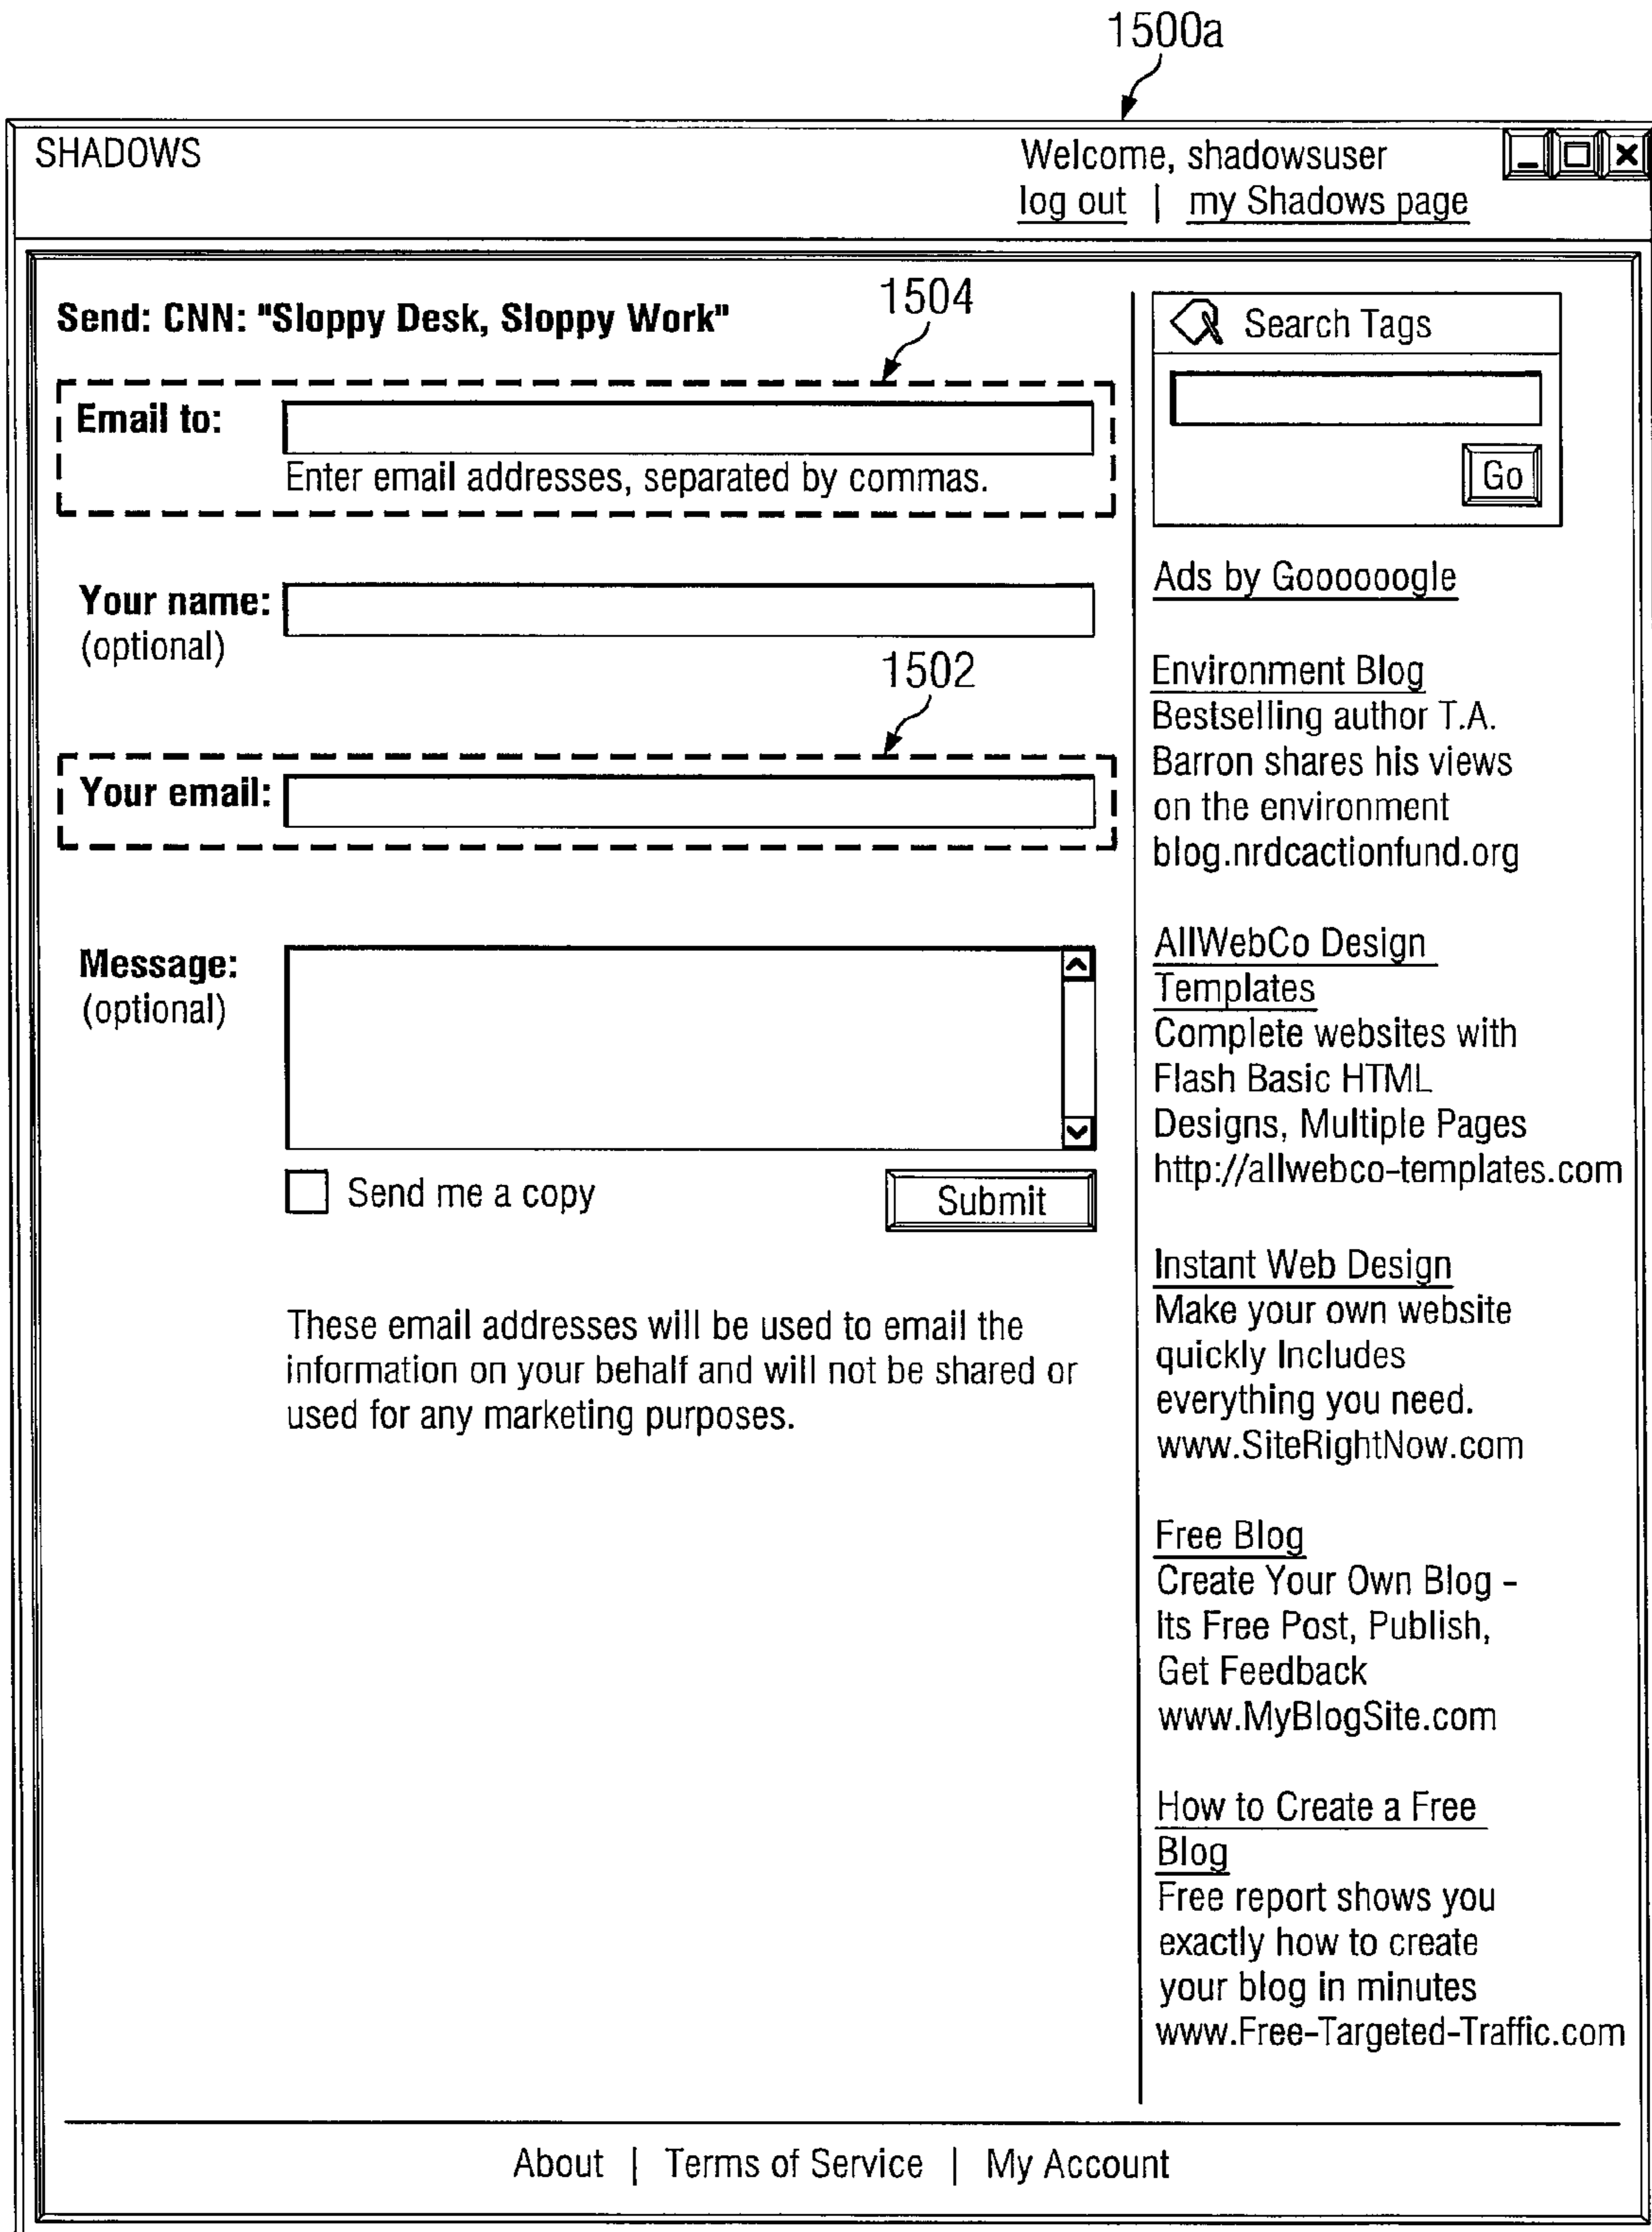 1500a
SHADOWS
Welcome, shadowsuser
log out | my Shadows page
Send: CNN: "Sloppy Desk, Sloppy Work"
1504
Email to:
Enter email addresses, separated by commas.
Your name:
(optional)
1502
Your email:
Message:
(optional)
Send me a copy
Submit
These email addresses will be used to email the
information on your behalf and will not be shared or
used for any marketing purposes.
Search Tags
Go
Ads by Goooooogle
Environment Blog
Bestselling author T.A.
Barron shares his views
on the environment
blog.nrdcactionfund.org
AllWebCo Design
Templates
Complete websites with
Flash Basic HTML
Designs, Multiple Pages
http://allwebco-templates.com
Instant Web Design
Make your own website
quickly Includes
everything you need.
www.SiteRightNow.com
Free Blog
Create Your Own Blog -
Its Free Post, Publish,
Get Feedback
www.MyBlogSite.com
How to Create a Free
Blog
Free report shows you
exactly how to create
your blog in minutes
www.Free-Targeted-Traffic.com
About | Terms of Service | My Account